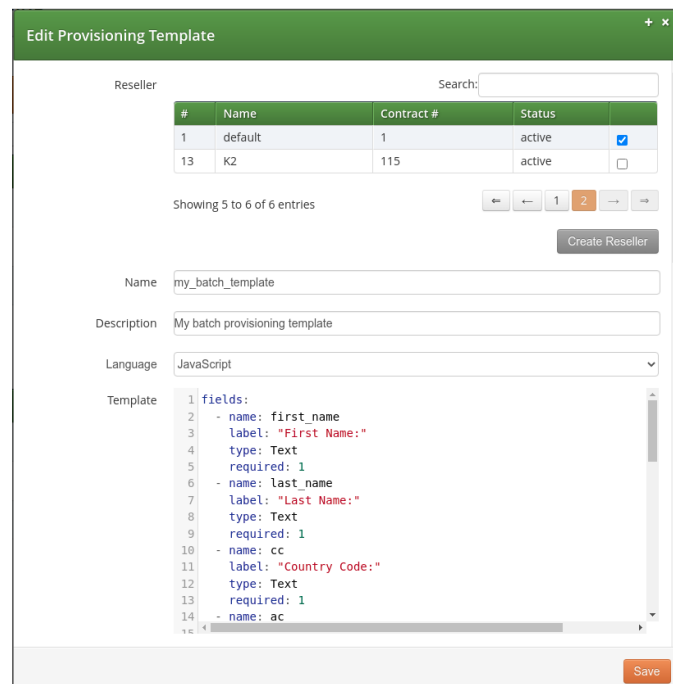 Edit Provisioning Template
+ ×
Reseller
Search:
# Name Contract # Status
1 default 1 active
13 K2 115 active
Showing 5 to 6 of 6 entries
⇐ ← 1 2 → ⇒
Create Reseller
Name my_batch_template
Description My batch provisioning template
Language JavaScript
Template
1 fields:
2 - name: first_name
3 label: "First Name:"
4 type: Text
5 required: 1
6 - name: last_name
7 label: "Last Name:"
8 type: Text
9 required: 1
10 - name: cc
11 label: "Country Code:"
12 type: Text
13 required: 1
14 - name: ac
15
Save